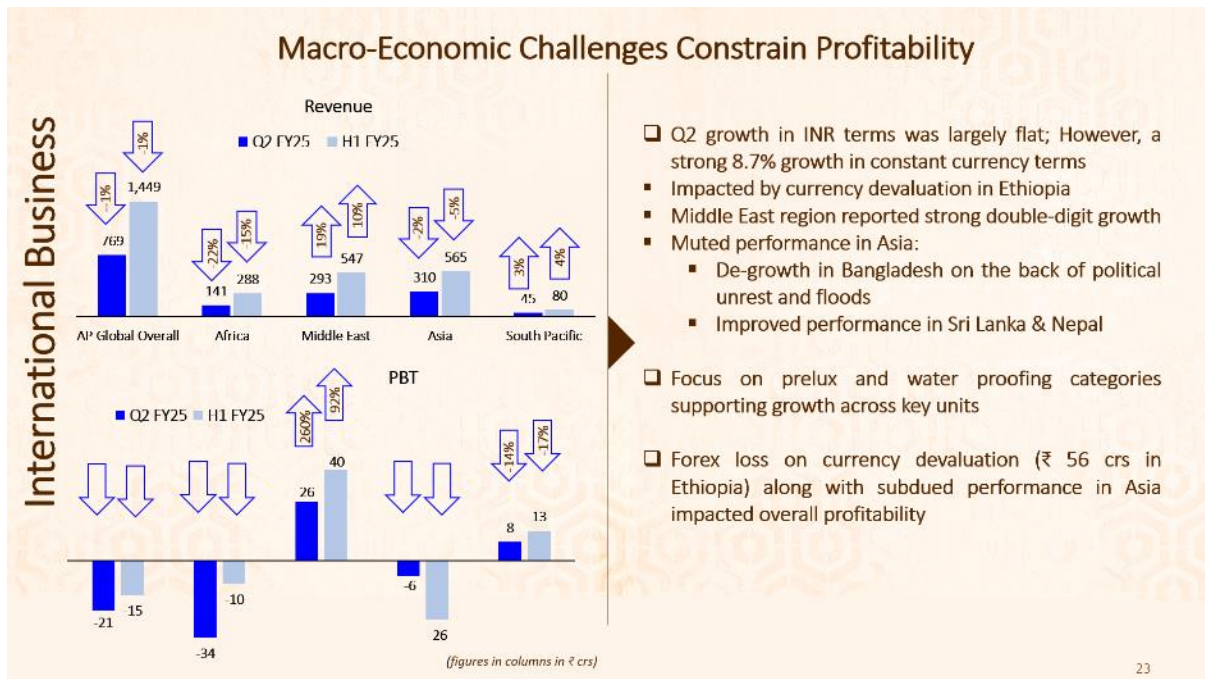 Macro-Economic Challenges Constrain Profitability
International Business
Revenue
Q2 FY25 H1 FY25
-1%
--1%
1,449
769
-22%
-15%
141
288
19%
10%
293
547
-2%
-5%
310
565
3%
4%
45
80
AP Global Overall Africa Middle East Asia South Pacific
PBT
Q2 FY25 H1 FY25
260%
92%
-14%
-17%
26
40
8
13
-21
15
-34
-10
-6
26
(figures in columns in ₹ crs)
Q2 growth in INR terms was largely flat; However, a
strong 8.7% growth in constant currency terms
Impacted by currency devaluation in Ethiopia
Middle East region reported strong double-digit growth
Muted performance in Asia:
De-growth in Bangladesh on the back of political
unrest and floods
Improved performance in Sri Lanka & Nepal
Focus on prelux and water proofing categories
supporting growth across key units
Forex loss on currency devaluation (₹ 56 crs in
Ethiopia) along with subdued performance in Asia
impacted overall profitability
23